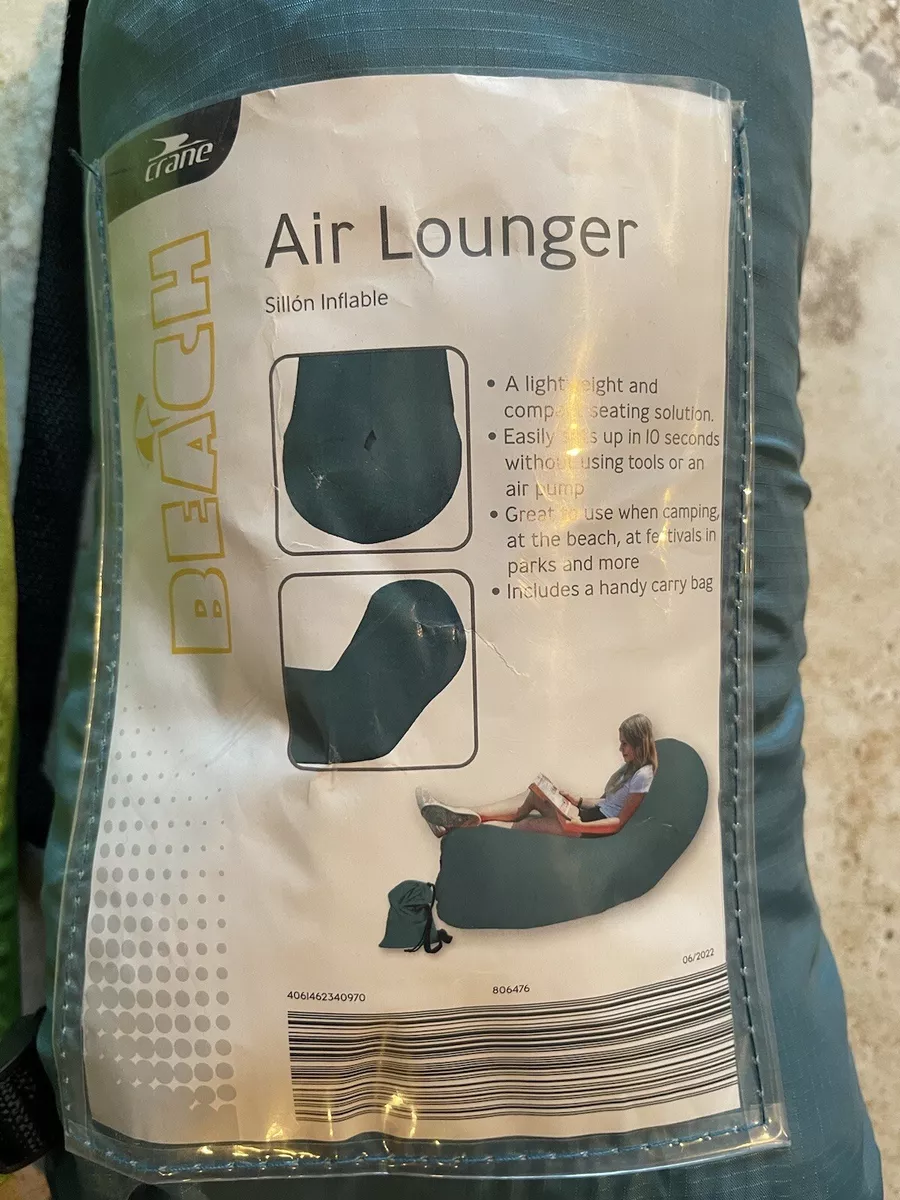 crane
BEACH
Air Lounger
Sillón Inflable
• A lightweight and
compact seating solution.
• Easily sets up in 10 seconds
without using tools or an
air pump
• Great to use when camping,
at the beach, at festivals in
parks and more
• Includes a handy carry bag
06/2022
4061462340970
806476